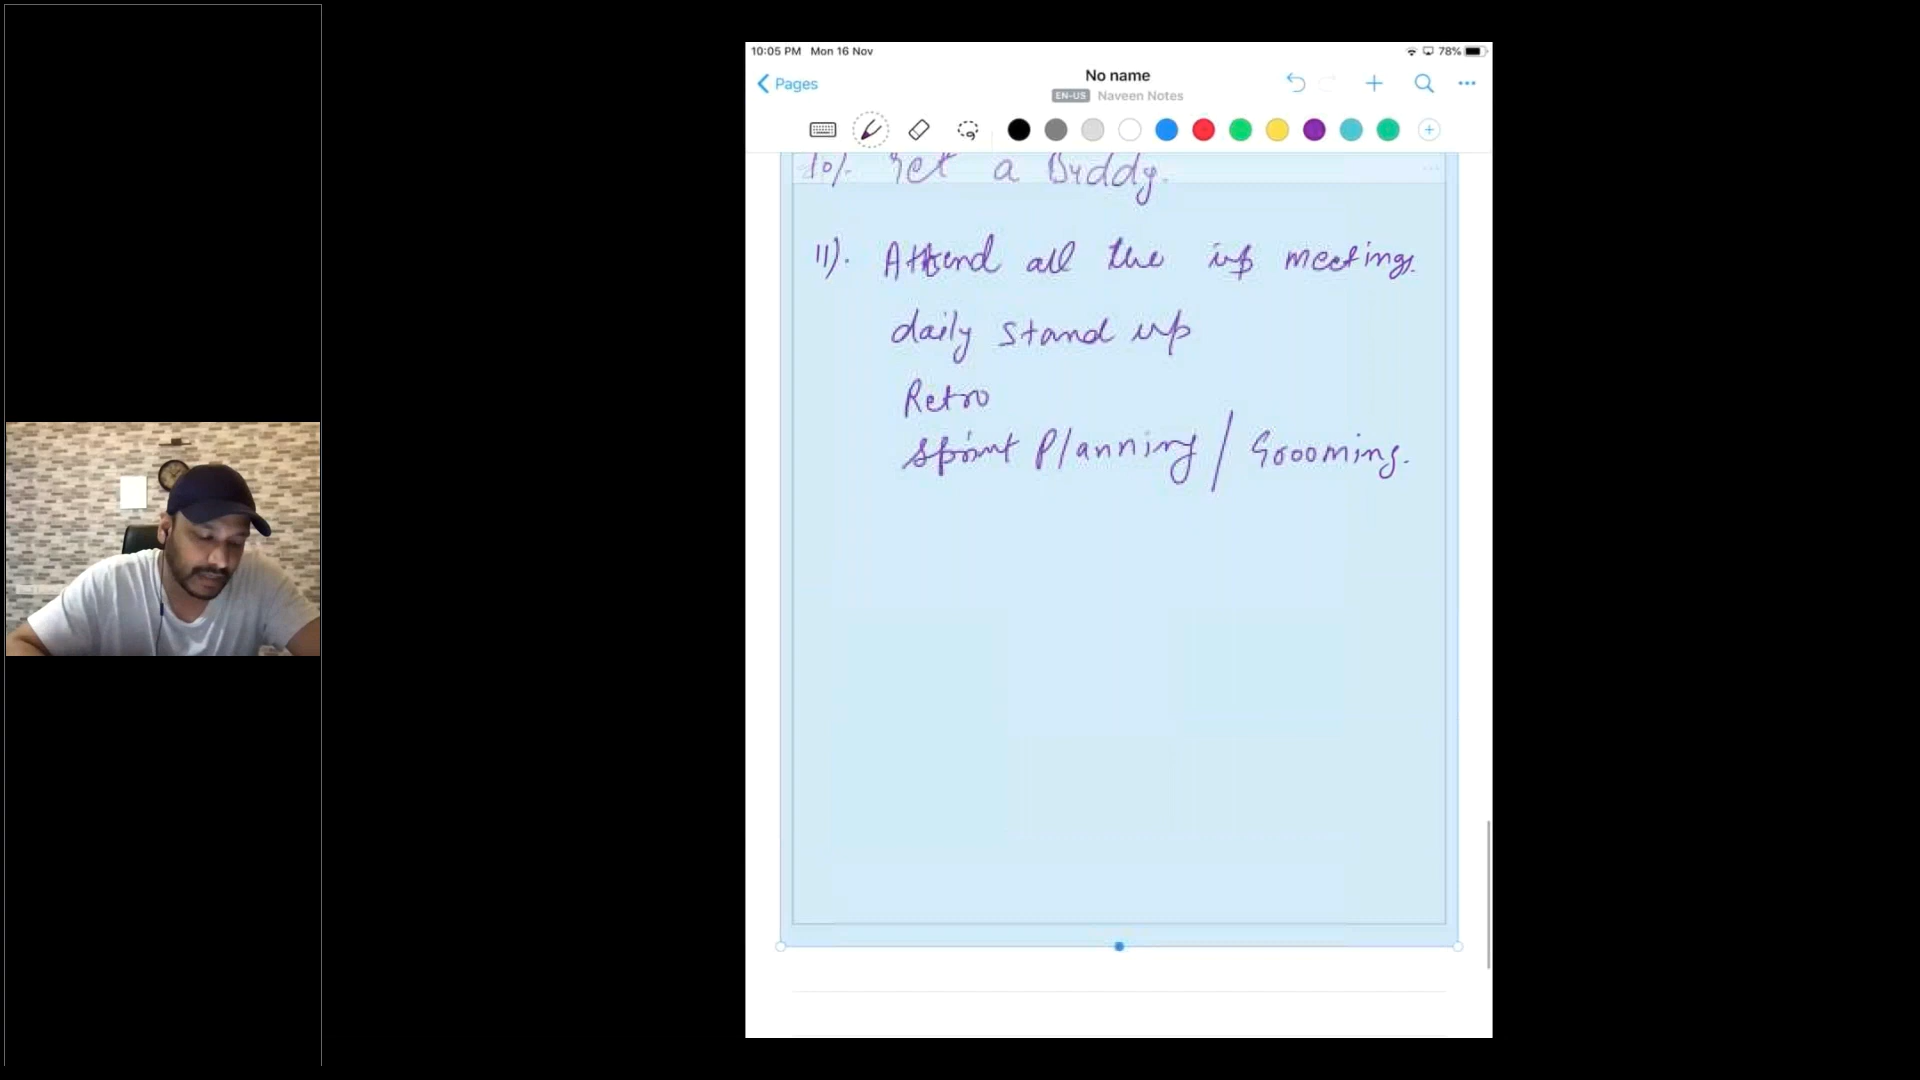 10:05 PM Mon 16 Nov
78%
Pages
No name
EN-US Naveen Notes
10). Get a Buddy.
11). Attend all the imp meetings.
daily stand up
Retro
Sprint Planning / Grooming.